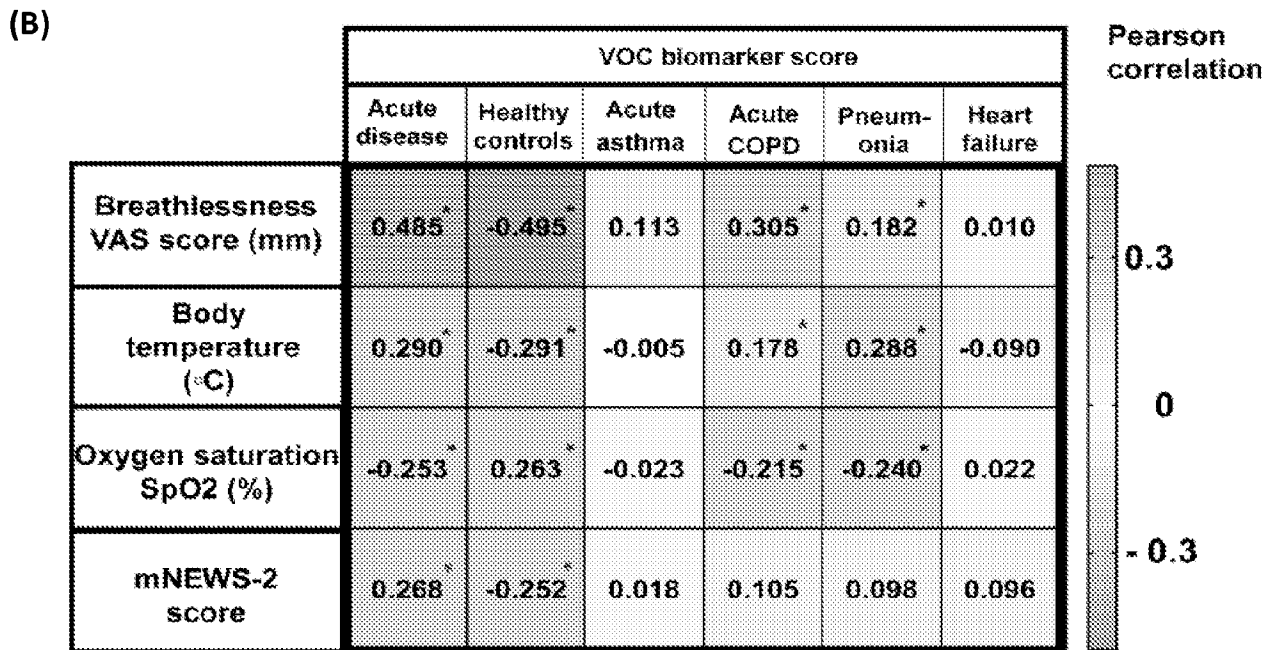 (B)
VOC biomarker score
Pearson
correlation
Acute
disease
Healthy
controls
Acute
asthma
Acute
COPD
Pneum-
onia
Heart
failure
Breathlessness
VAS score (mm)
0.485* -0.495* 0.113 0.305* 0.182* 0.010
0.3
Body
temperature
(°C)
0.290* -0.291* -0.005 0.178* 0.288* -0.090
0
Oxygen saturation
SpO2 (%)
-0.253* 0.263* -0.023 -0.215* -0.240* 0.022
- 0.3
mNEWS-2
score
0.268* -0.252* 0.018 0.105 0.098 0.096